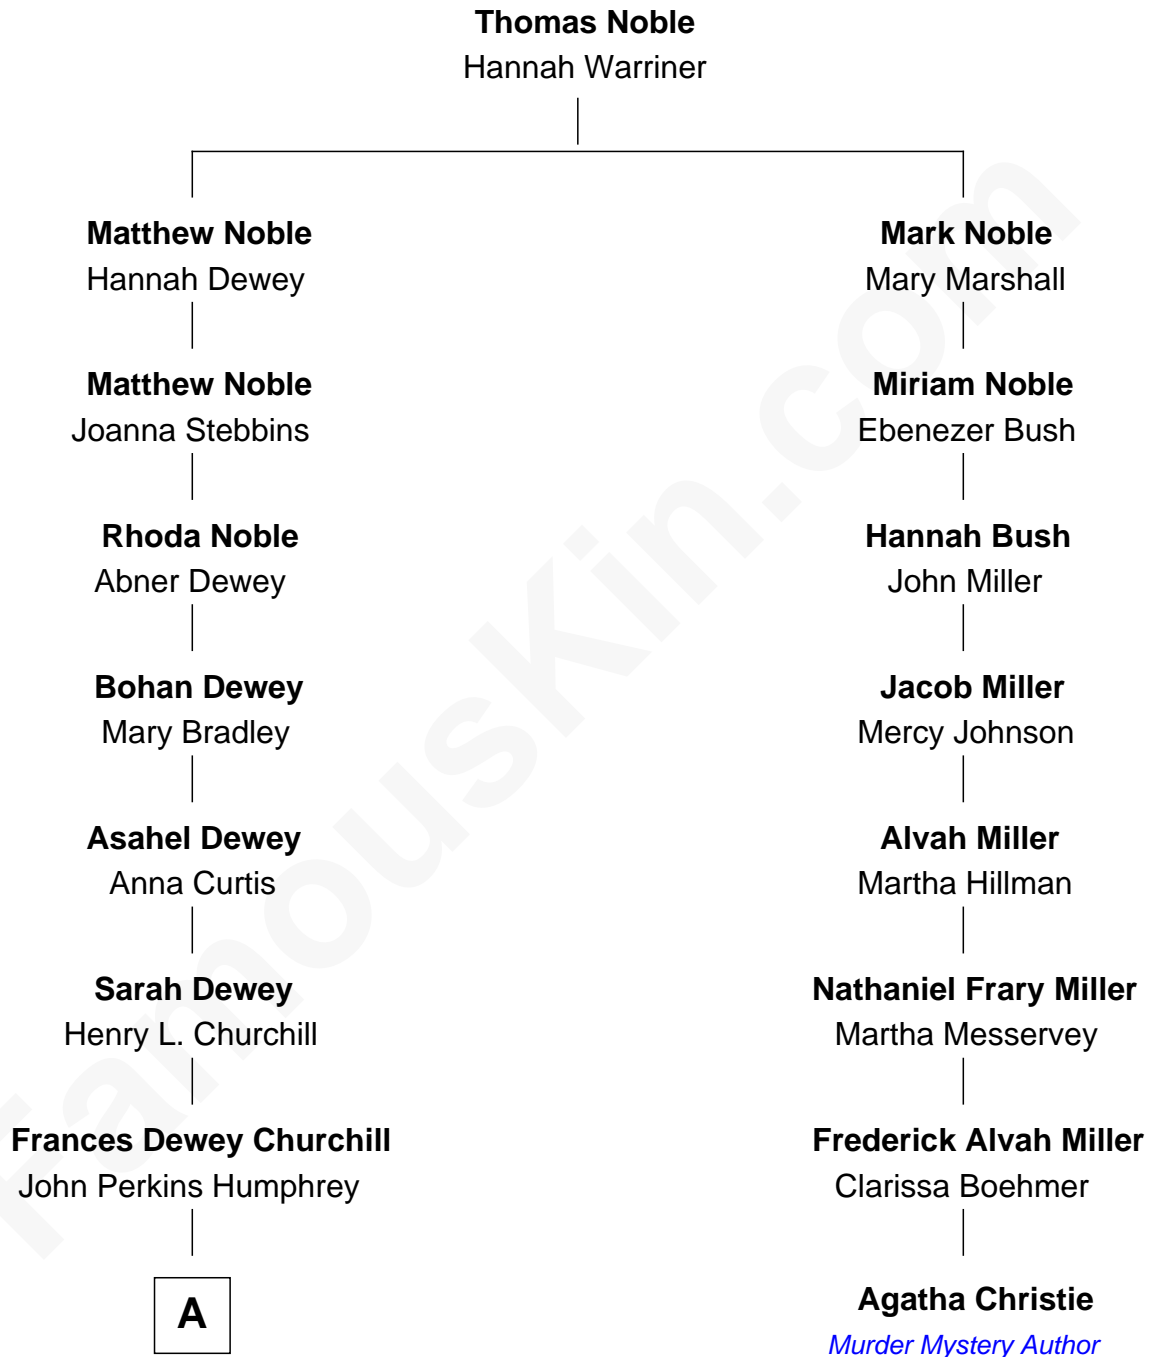 Thomas Noble
Hannah Warriner
Matthew Noble
Hannah Dewey
Mark Noble
Mary Marshall
Matthew Noble
Joanna Stebbins
Miriam Noble
Ebenezer Bush
Rhoda Noble
Abner Dewey
Hannah Bush
John Miller
Bohan Dewey
Mary Bradley
Jacob Miller
Mercy Johnson
Asahel Dewey
Anna Curtis
Alvah Miller
Martha Hillman
Sarah Dewey
Henry L. Churchill
Nathaniel Frary Miller
Martha Messervey
Frances Dewey Churchill
John Perkins Humphrey
Frederick Alvah Miller
Clarissa Boehmer
A
Agatha Christie
Murder Mystery Author
FamousKin.com